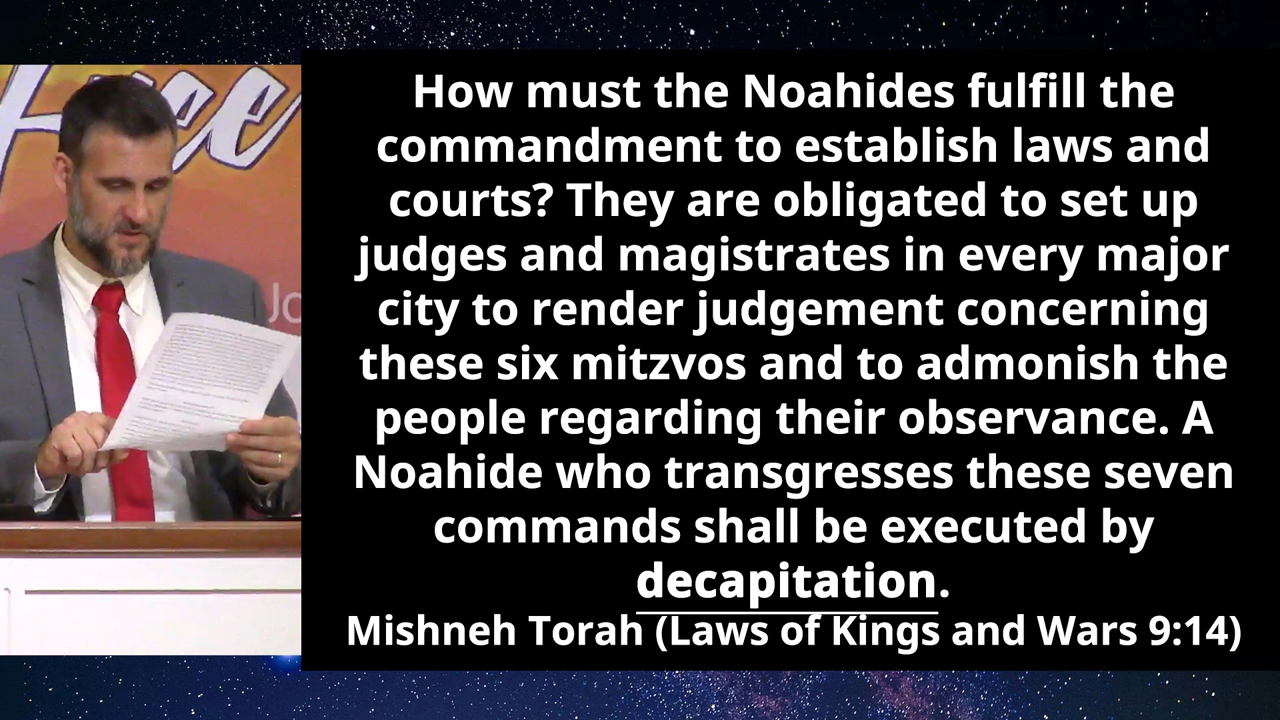 Free
Jo
How must the Noahides fulfill the
commandment to establish laws and
courts? They are obligated to set up
judges and magistrates in every major
city to render judgement concerning
these six mitzvos and to admonish the
people regarding their observance. A
Noahide who transgresses these seven
commands shall be executed by
decapitation.
Mishneh Torah (Laws of Kings and Wars 9:14)